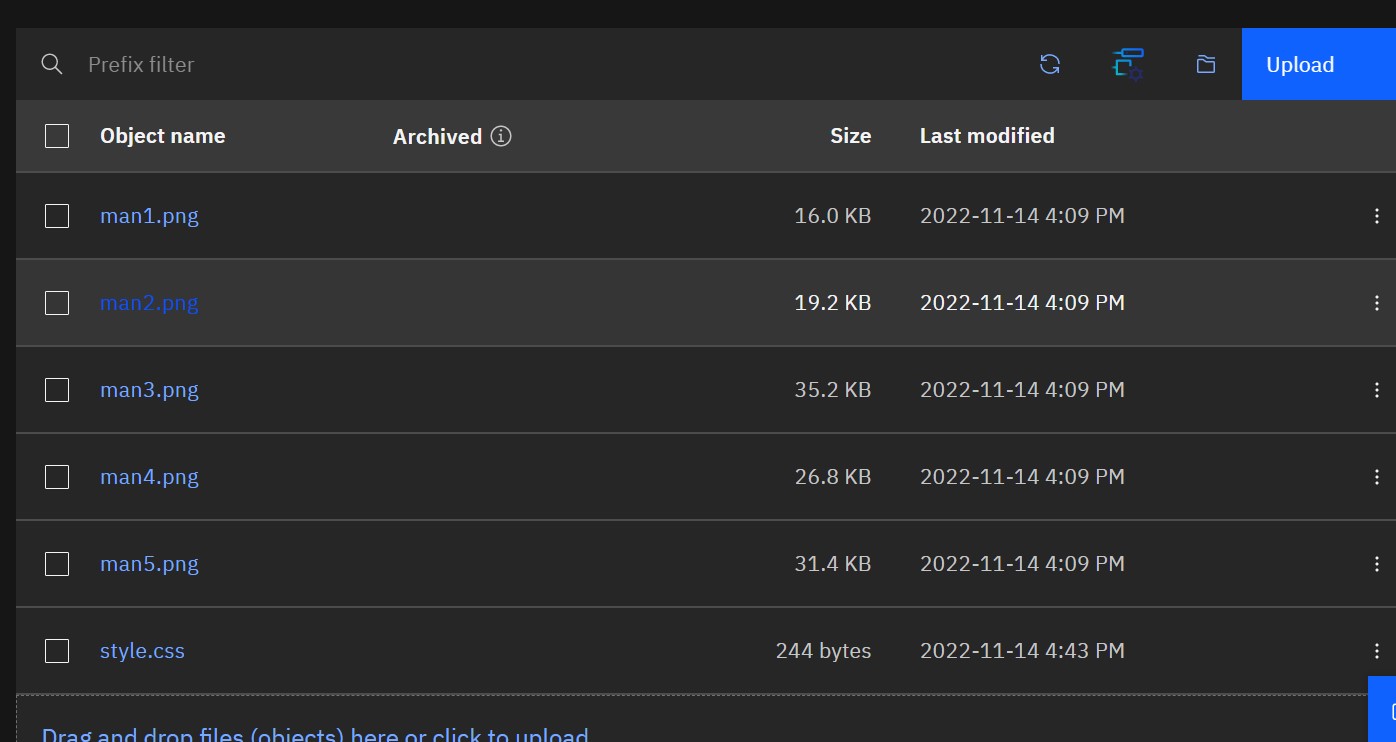 Prefix filter Upload
Object name Archived Size Last modified
man1.png 16.0 KB 2022-11-14 4:09 PM
man2.png 19.2 KB 2022-11-14 4:09 PM
man3.png 35.2 KB 2022-11-14 4:09 PM
man4.png 26.8 KB 2022-11-14 4:09 PM
man5.png 31.4 KB 2022-11-14 4:09 PM
style.css 244 bytes 2022-11-14 4:43 PM
Drag and drop files (objects) here or click to upload